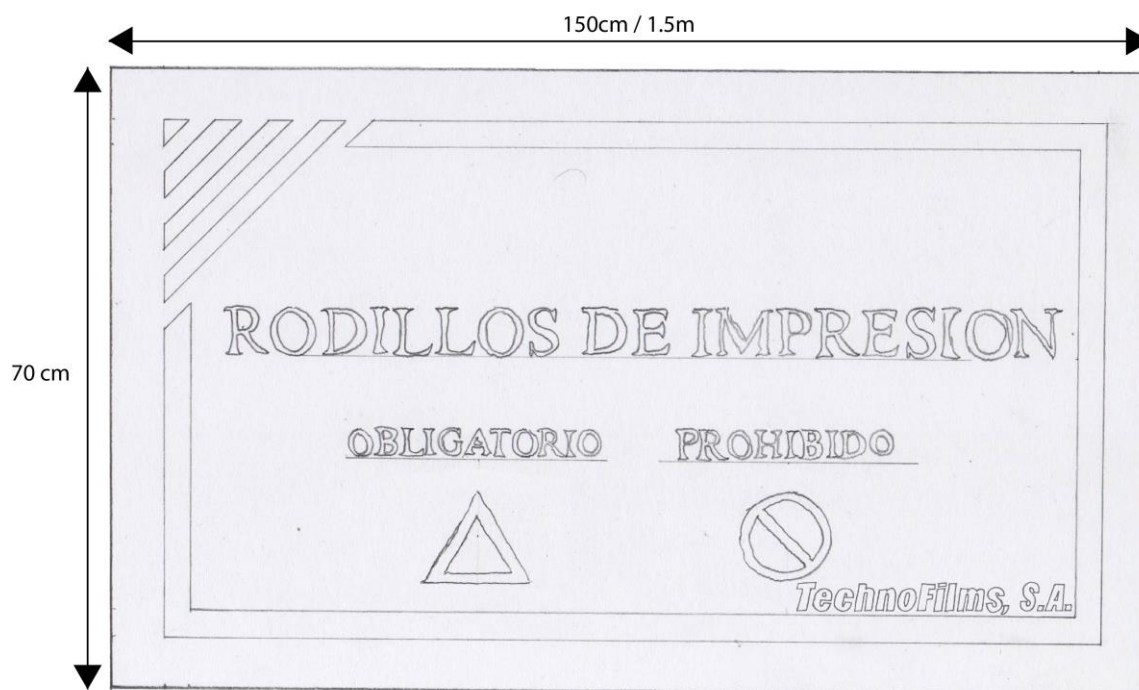 150cm / 1.5m
70 cm
RODILLOS DE IMPRESION
OBLIGATORIO PROHIBIDO
TechnoFilms, S.A.